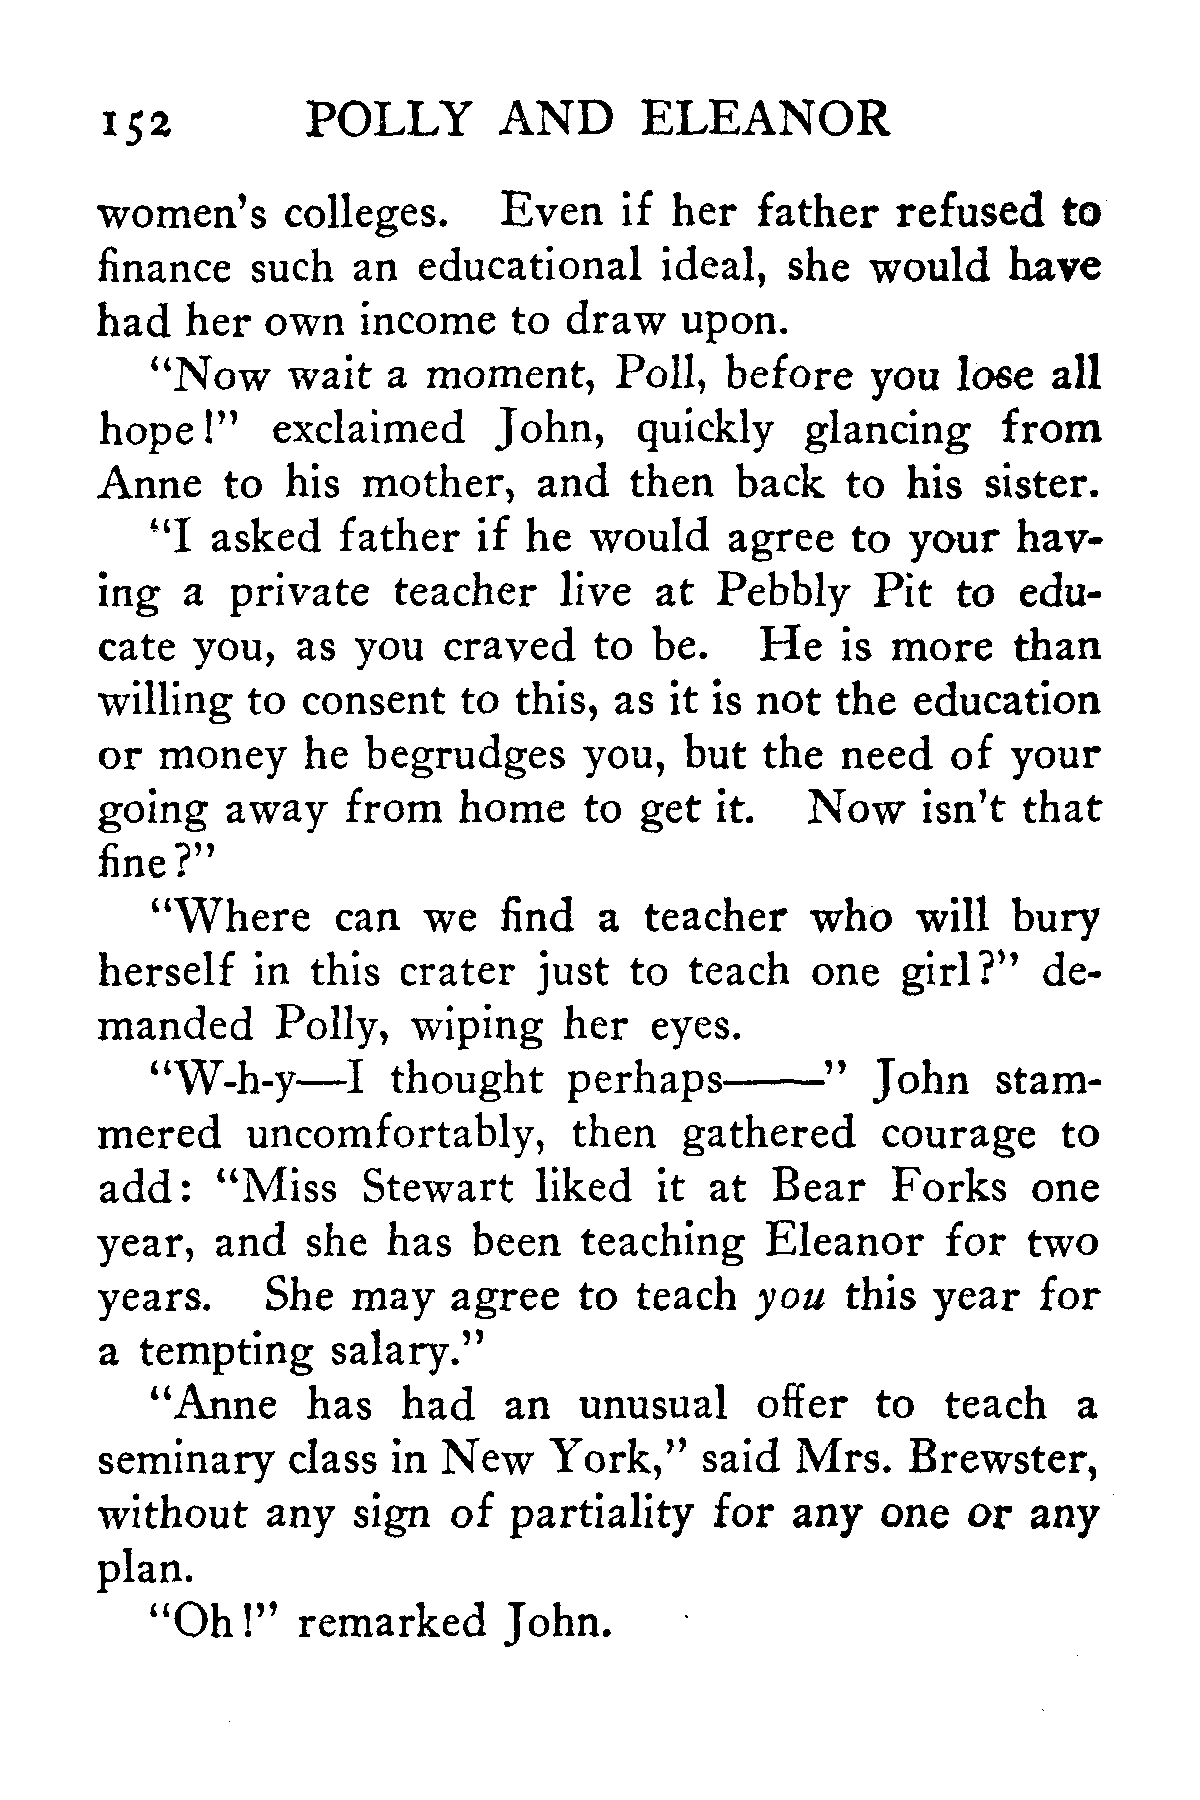 152 POLLY AND ELEANOR
women's colleges. Even if her father refused to
finance such an educational ideal, she would have
had her own income to draw upon.
"Now wait a moment, Poll, before you lose all
hope!" exclaimed John, quickly glancing from
Anne to his mother, and then back to his sister.
"I asked father if he would agree to your hav-
ing a private teacher live at Pebbly Pit to edu-
cate you, as you craved to be. He is more than
willing to consent to this, as it is not the education
or money he begrudges you, but the need of your
going away from home to get it. Now isn't that
fine?"
"Where can we find a teacher who will bury
herself in this crater just to teach one girl?" de-
manded Polly, wiping her eyes.
"W-h-y—I thought perhaps——" John stam-
mered uncomfortably, then gathered courage to
add: "Miss Stewart liked it at Bear Forks one
year, and she has been teaching Eleanor for two
years. She may agree to teach you this year for
a tempting salary."
"Anne has had an unusual offer to teach a
seminary class in New York," said Mrs. Brewster,
without any sign of partiality for any one or any
plan.
"Oh!" remarked John.